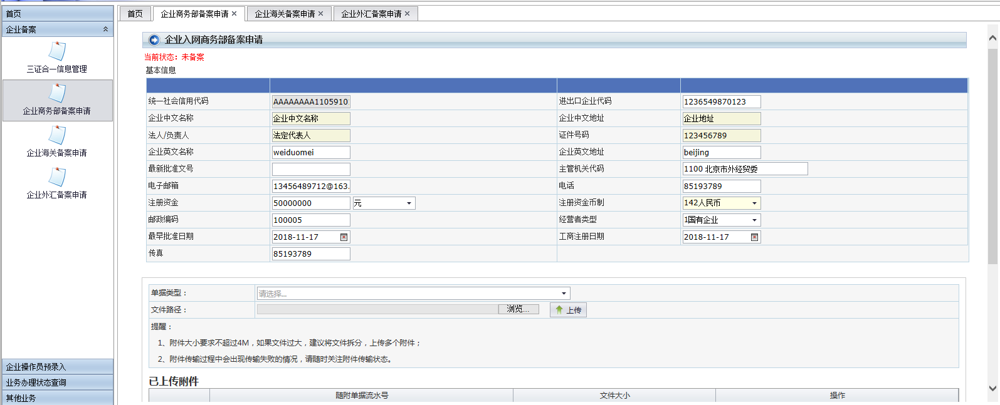 首页
企业备案
三证合一信息管理
企业商务部备案申请
企业海关备案申请
企业外汇备案申请
企业操作员预录入
业务办理状态查询
其他业务
首页 企业商务部备案申请 × 企业海关备案申请 × 企业外汇备案申请 ×
企业入网商务部备案申请
当前状态：未备案
基本信息
统一社会信用代码 AAAAAAAA1105910 进出口企业代码 1236549870123
企业中文名称 企业中文名称 企业中文地址 企业地址
法人/负责人 法定代表人 证件号码 123456789
企业英文名称 weiduomei 企业英文地址 beijing
最新批准文号 主管机关代码 1100 北京市外经贸委
电子邮箱 13456489712@163. 电话 85193789
注册资金 50000000 元 注册资金币制 142人民币
邮政编码 100005 经营者类型 1国有企业
最早批准日期 2018-11-17 工商注册日期 2018-11-17
传真 85193789
单据类型： 请选择...
文件路径： 浏览... 上传
提醒：
1、附件大小要求不超过4M，如果文件过大，建议将文件拆分，上传多个附件；
2、附件传输过程中会出现传输失败的情况，请随时关注附件传输状态。
已上传附件
随附单据流水号 文件大小 操作